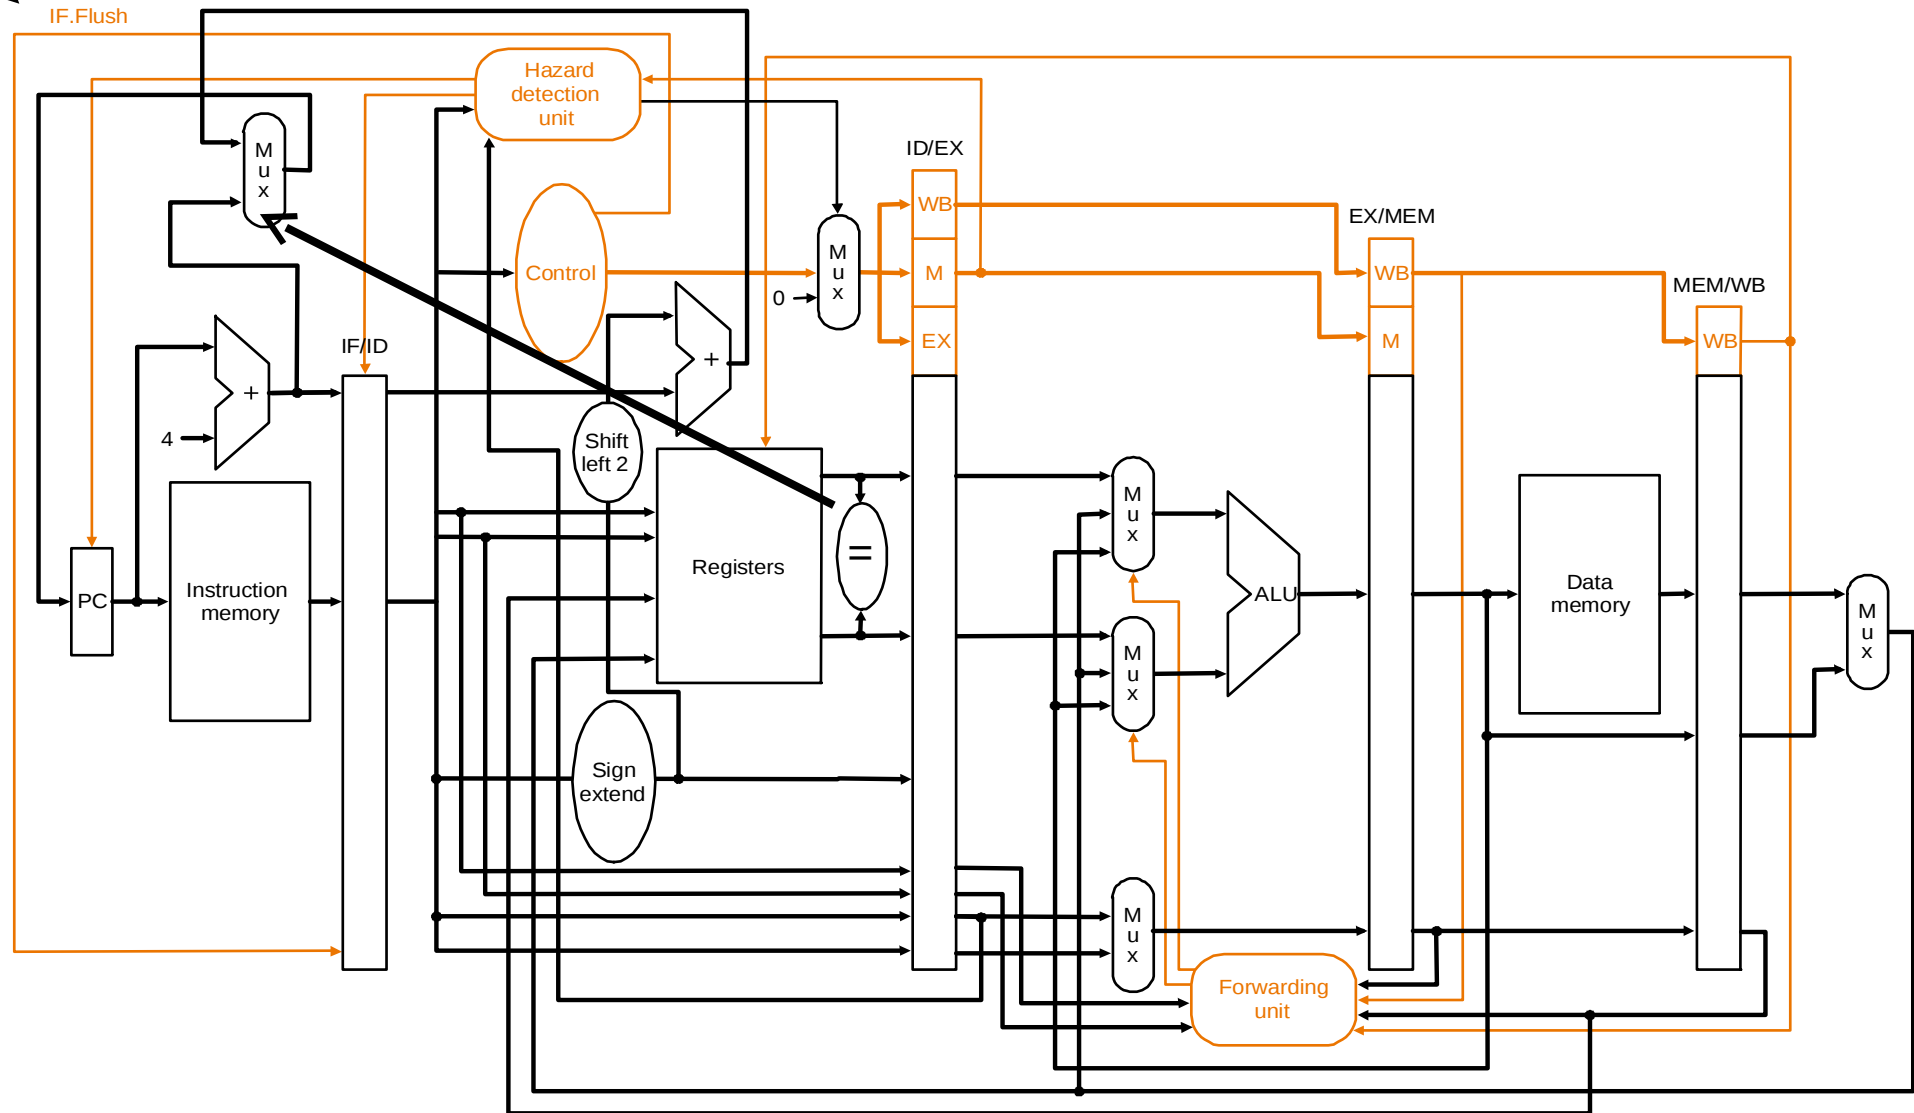 IF.Flush
Hazard
detection
unit
M
u
x
ID/EX
WB
EX/MEM
M
u
x
Control
M
WB
MEM/WB
0
IF/ID
+
EX
M
WB
+
4
Shift
left 2
M
u
x
=
Registers
PC
Instruction
memory
ALU
Data
memory
M
u
x
M
u
x
Sign
extend
M
u
x
Forwarding
unit